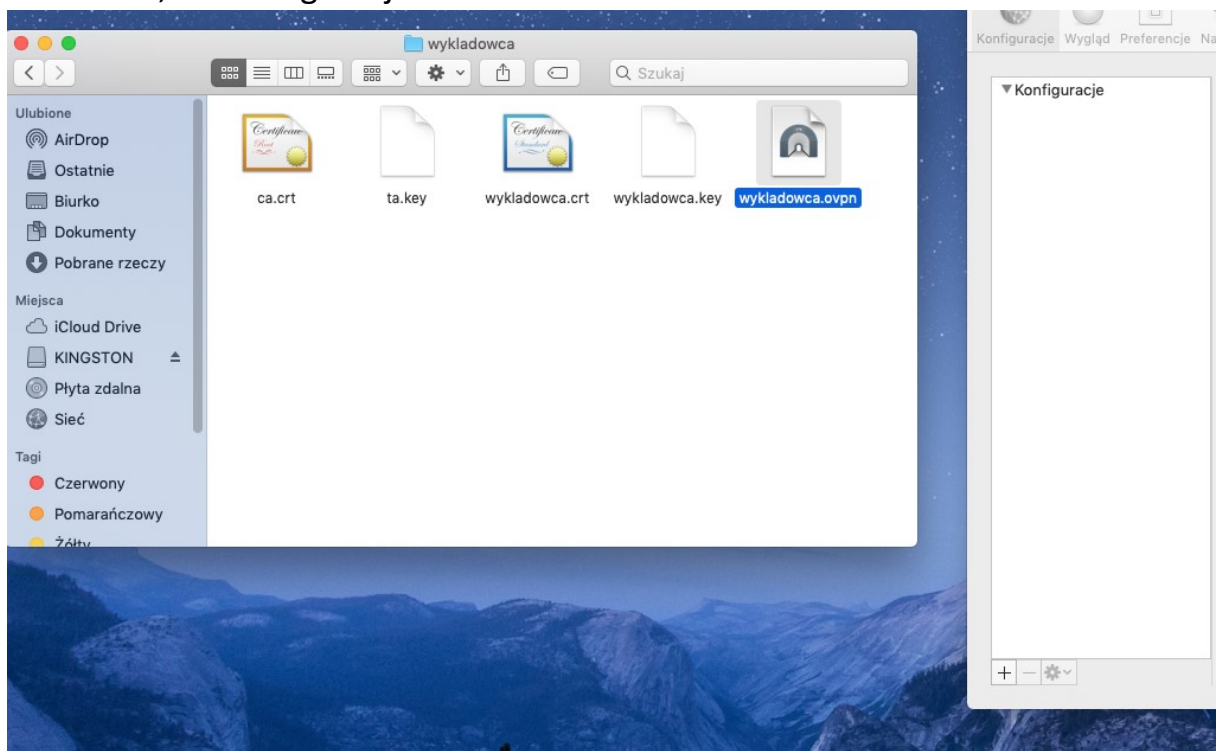 wykladowca
Szukaj
Ulubione
AirDrop
Ostatnie
Biurko
Dokumenty
Pobrane rzeczy
Miejsca
iCloud Drive
KINGSTON
Płyta zdalna
Sieć
Tagi
Czerwony
Pomarańczowy
Żółty
ca.crt
ta.key
wykladowca.crt
wykladowca.key
wykladowca.ovpn
Konfiguracje Wygląd Preferencje
Konfiguracje